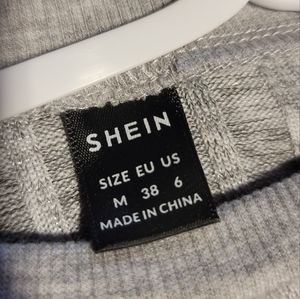 SHEIN
SIZE EU US
M 38 6
MADE IN CHINA